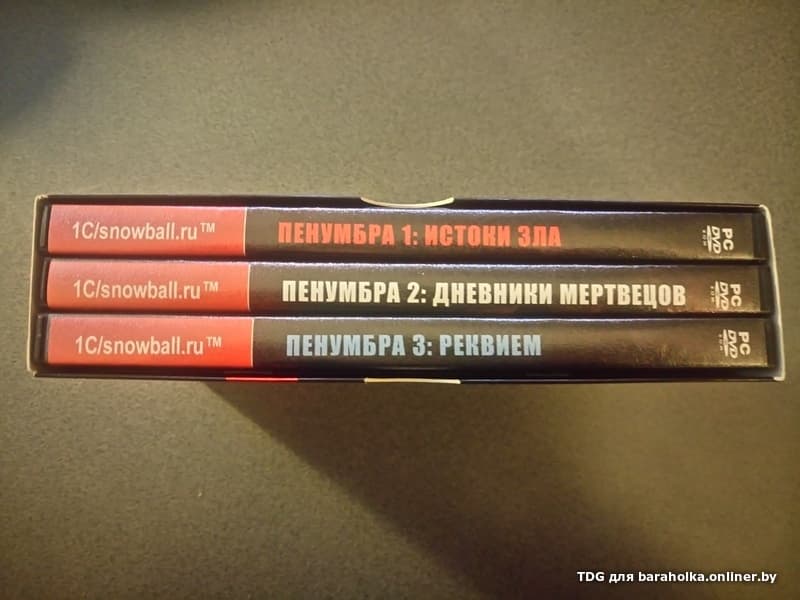 1C/snowball.ru™ ПЕНУМБРА 1: ИСТОКИ ЗЛА PC DVD
1C/snowball.ru™ ПЕНУМБРА 2: ДНЕВНИКИ МЕРТВЕЦОВ PC DVD
1C/snowball.ru™ ПЕНУМБРА 3: РЕКВИЕМ PC DVD
TDG для baraholka.onliner.by